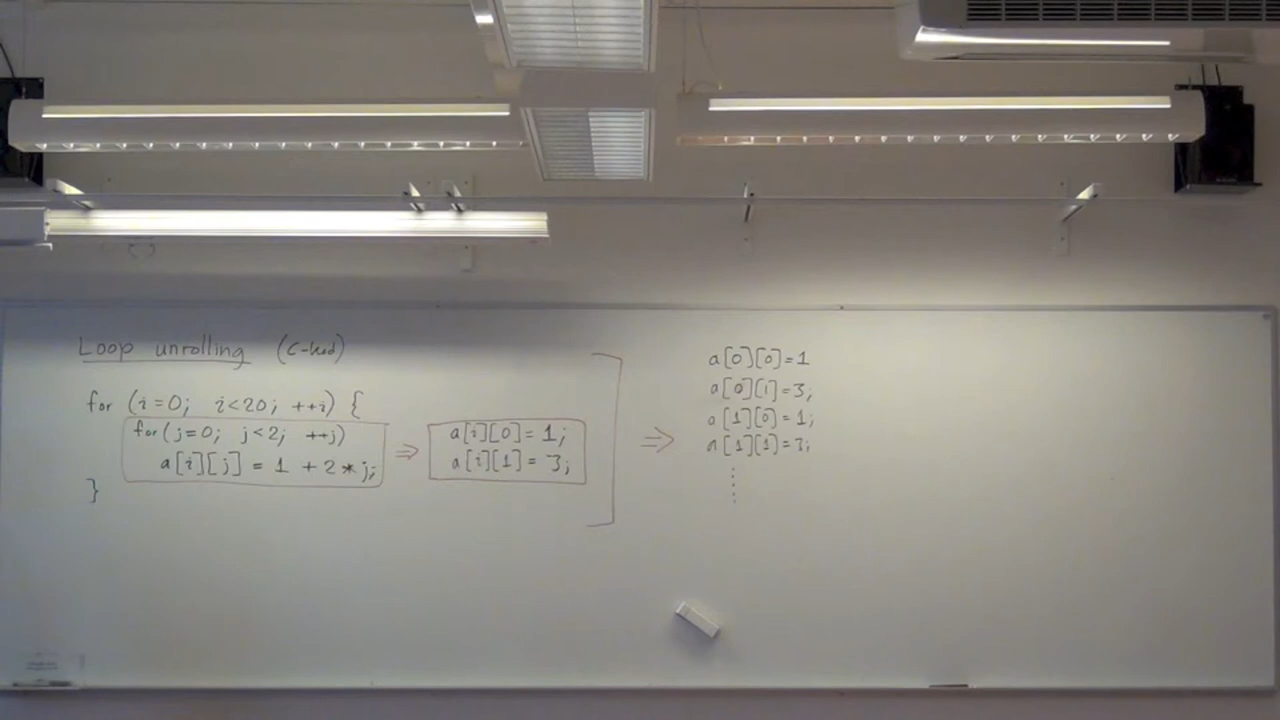 Loop unrolling (C-kod)
for (i=0; i<20; ++i) {
for(j=0; j<2; ++j)
a[i][j] = 1 + 2*j;
}
⇒
a[i][0] = 1;
a[i][1] = 3;
⇒
a[0][0]=1
a[0][1]=3;
a[1][0]=1;
a[1][1]=3;